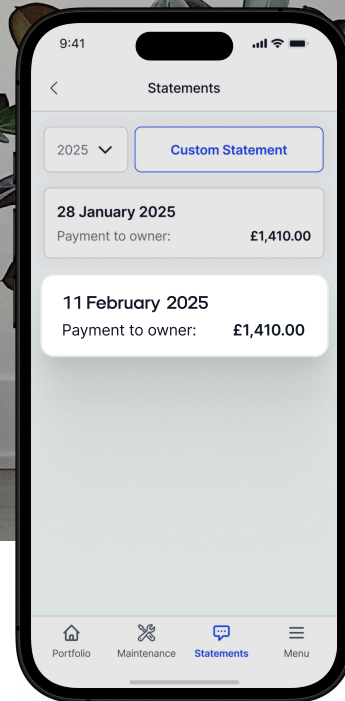 9:41
Statements
2025 Custom Statement
28 January 2025
Payment to owner: £1,410.00
11 February 2025
Payment to owner: £1,410.00
Portfolio Maintenance Statements Menu